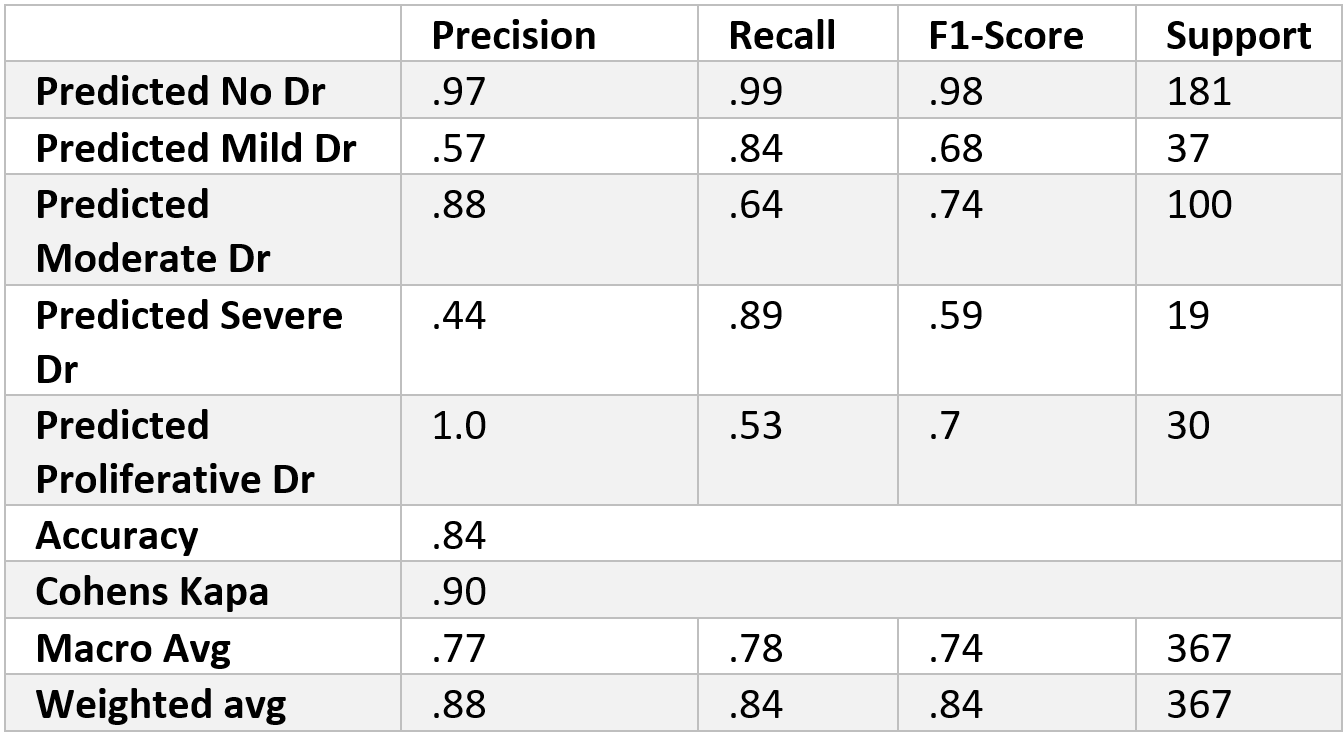 Precision Recall F1-Score Support
Predicted No Dr .97 .99 .98 181
Predicted Mild Dr .57 .84 .68 37
Predicted .88 .64 .74 100
Moderate Dr
Predicted Severe .44 .89 .59 19
Dr
Predicted 1.0 .53 .7 30
Proliferative Dr
Accuracy .84
Cohens Kapa .90
Macro Avg .77 .78 .74 367
Weighted avg .88 .84 .84 367